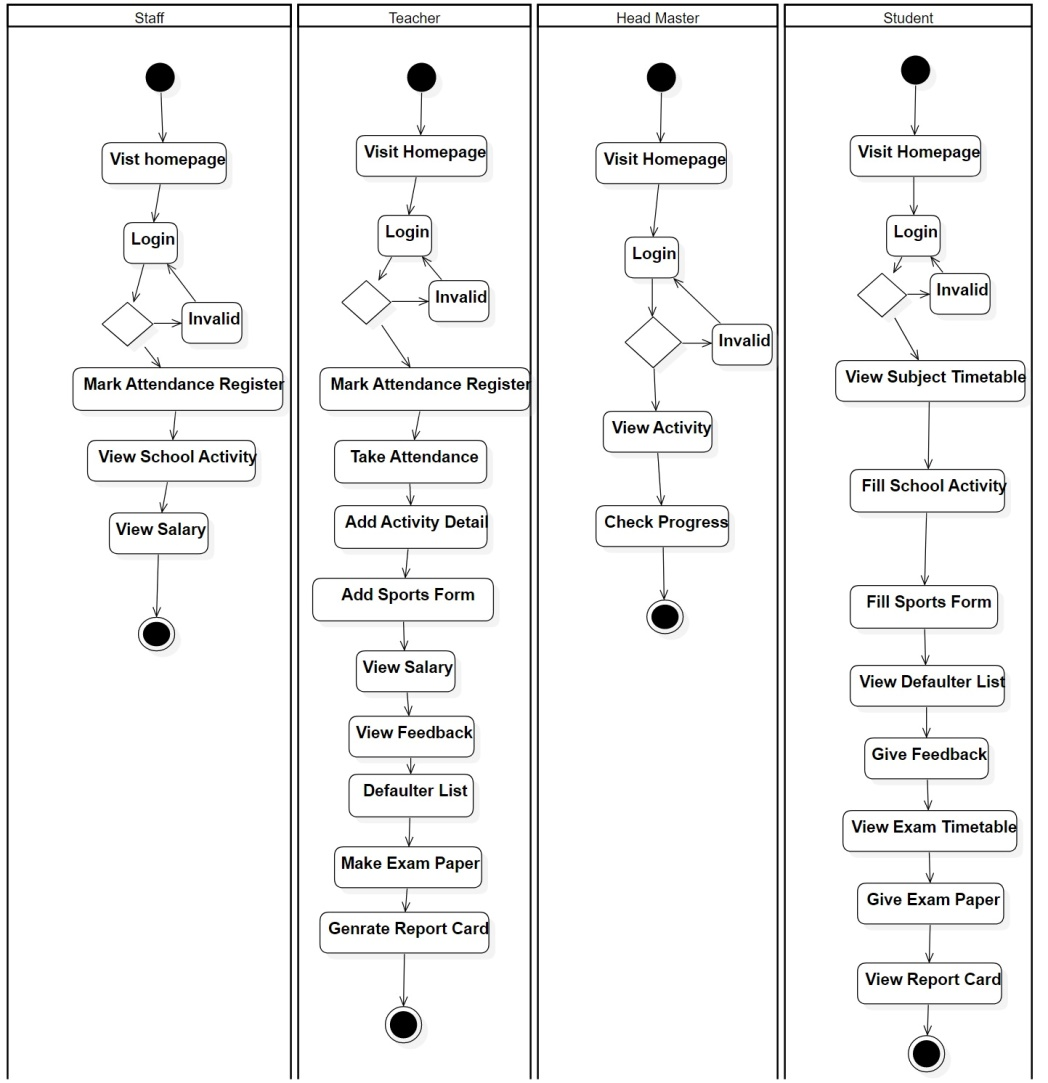 Staff
Teacher
Head Master
Student
Vist homepage
Login
Invalid
Mark Attendance Register
View School Activity
View Salary
Visit Homepage
Login
Invalid
Mark Attendance Register
Take Attendance
Add Activity Detail
Add Sports Form
View Salary
View Feedback
Defaulter List
Make Exam Paper
Genrate Report Card
Visit Homepage
Login
Invalid
View Activity
Check Progress
Visit Homepage
Login
Invalid
View Subject Timetable
Fill School Activity
Fill Sports Form
View Defaulter List
Give Feedback
View Exam Timetable
Give Exam Paper
View Report Card